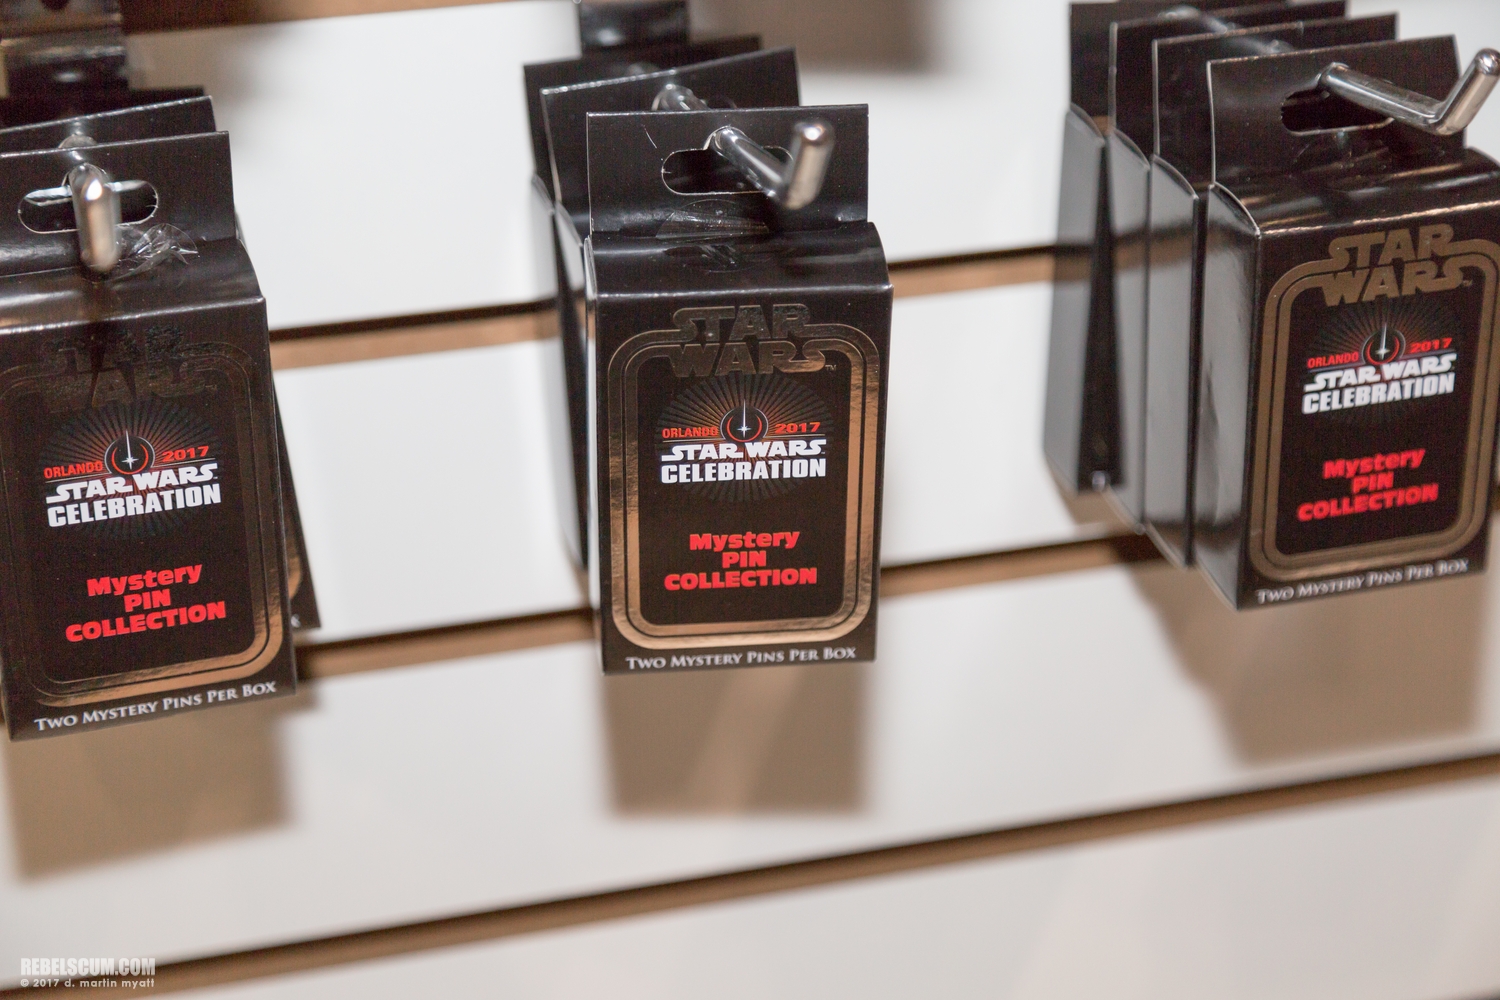 STAR
WARS
ORLANDO 2017
STAR WARS
CELEBRATION
Mystery
PIN
COLLECTION
TWO MYSTERY PINS PER BOX
STAR
WARS™
ORLANDO 2017
STAR WARS
CELEBRATION
Mystery
PIN
COLLECTION
TWO MYSTERY PINS PER BOX
STAR
WARS™
ORLANDO 2017
STAR WARS
CELEBRATION
Mystery
PIN
COLLECTION
TWO MYSTERY PINS PER BOX
REBELSCUM.COM
© 2017 d. martin myatt